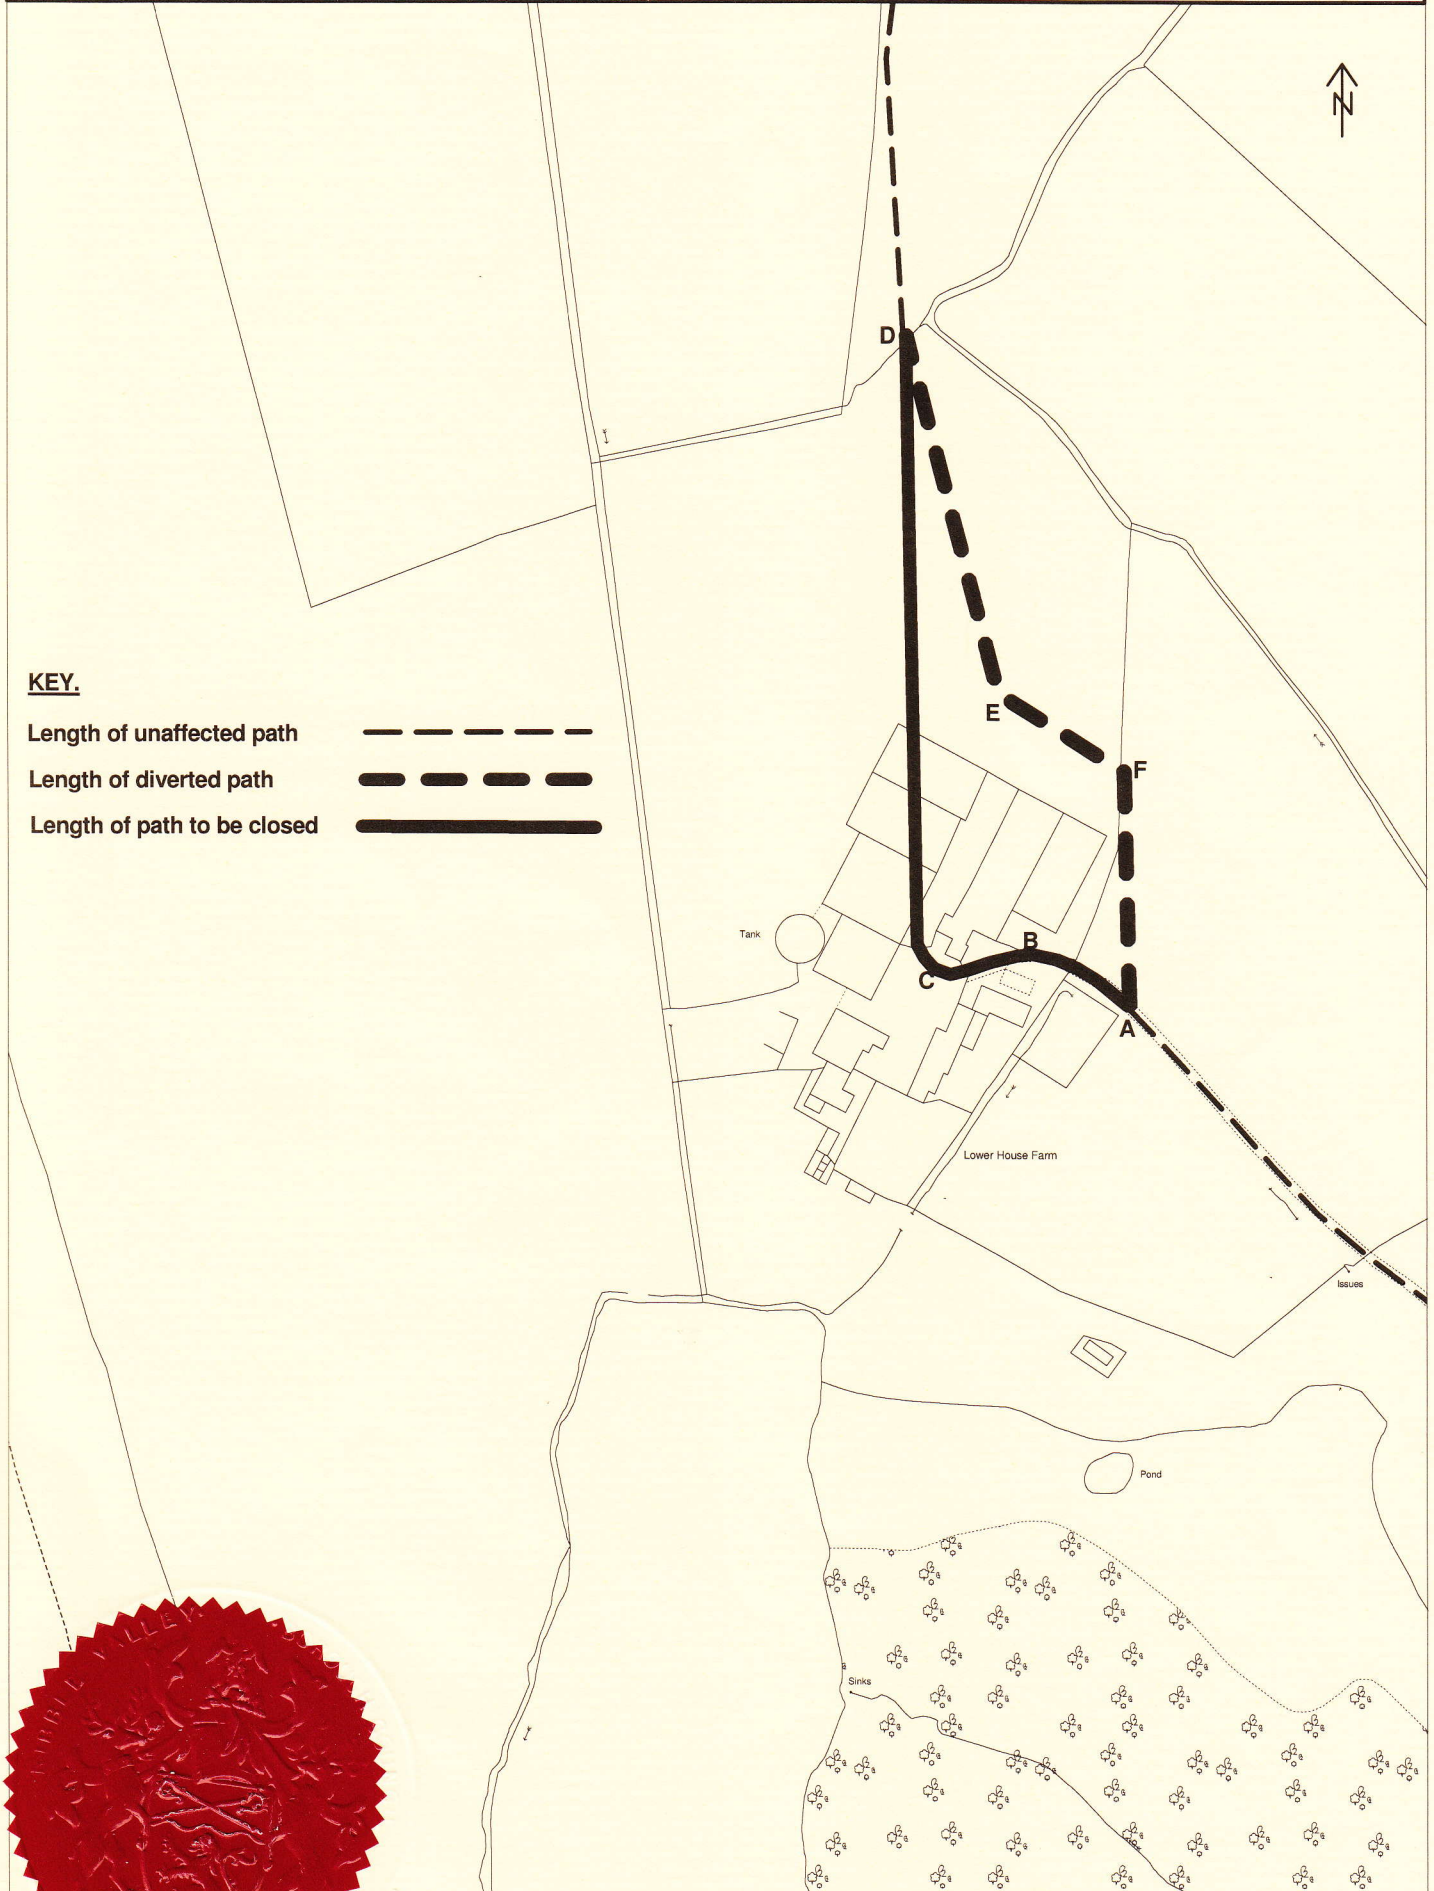 N
D
KEY.
Length of unaffected path
Length of diverted path
Length of path to be closed
E
F
Tank
B
C
A
Lower House Farm
Issues
Pond
Sinks
VALLEY